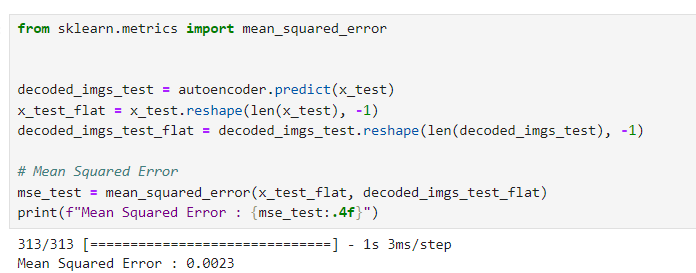 from sklearn.metrics import mean_squared_error
decoded_imgs_test = autoencoder.predict(x_test)
x_test_flat = x_test.reshape(len(x_test), -1)
decoded_imgs_test_flat = decoded_imgs_test.reshape(len(decoded_imgs_test), -1)
# Mean Squared Error
mse_test = mean_squared_error(x_test_flat, decoded_imgs_test_flat)
print(f"Mean Squared Error : {mse_test:.4f}")
313/313 [==============================] - 1s 3ms/step
Mean Squared Error : 0.0023